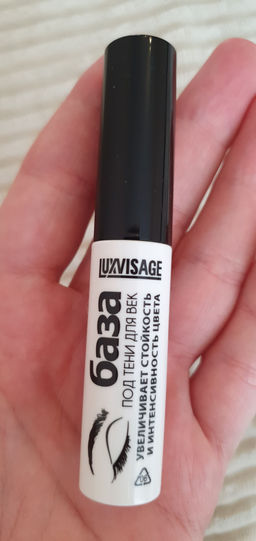 LUXVISAGE
база
ПОД ТЕНИ ДЛЯ ВЕК
УВЕЛИЧИВАЕТ СТОЙКОСТЬ
И ИНТЕНСИВНОСТЬ ЦВЕТА